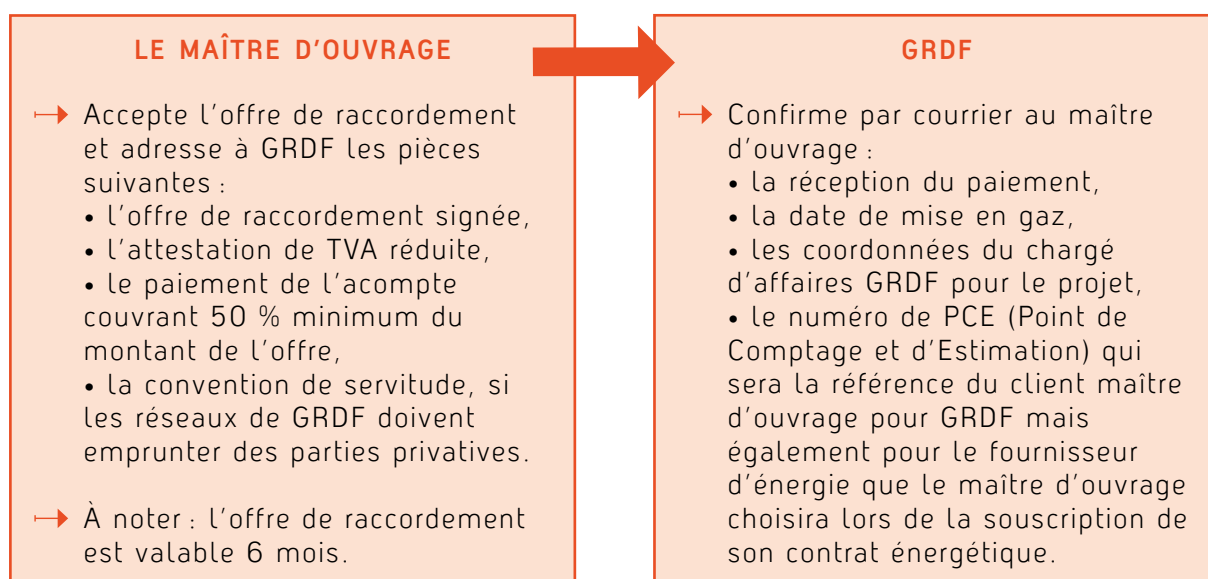 LE MAÎTRE D'OUVRAGE
Accepte l'offre de raccordement
et adresse à GRDF les pièces
suivantes :
• l'offre de raccordement signée,
• l'attestation de TVA réduite,
• le paiement de l'acompte
couvrant 50 % minimum du
montant de l'offre,
• la convention de servitude, si
les réseaux de GRDF doivent
emprunter des parties privatives.
À noter : l'offre de raccordement
est valable 6 mois.
GRDF
Confirme par courrier au maître
d'ouvrage :
• la réception du paiement,
• la date de mise en gaz,
• les coordonnées du chargé
d'affaires GRDF pour le projet,
• le numéro de PCE (Point de
Comptage et d'Estimation) qui
sera la référence du client maître
d'ouvrage pour GRDF mais
également pour le fournisseur
d'énergie que le maître d'ouvrage
choisira lors de la souscription de
son contrat énergétique.